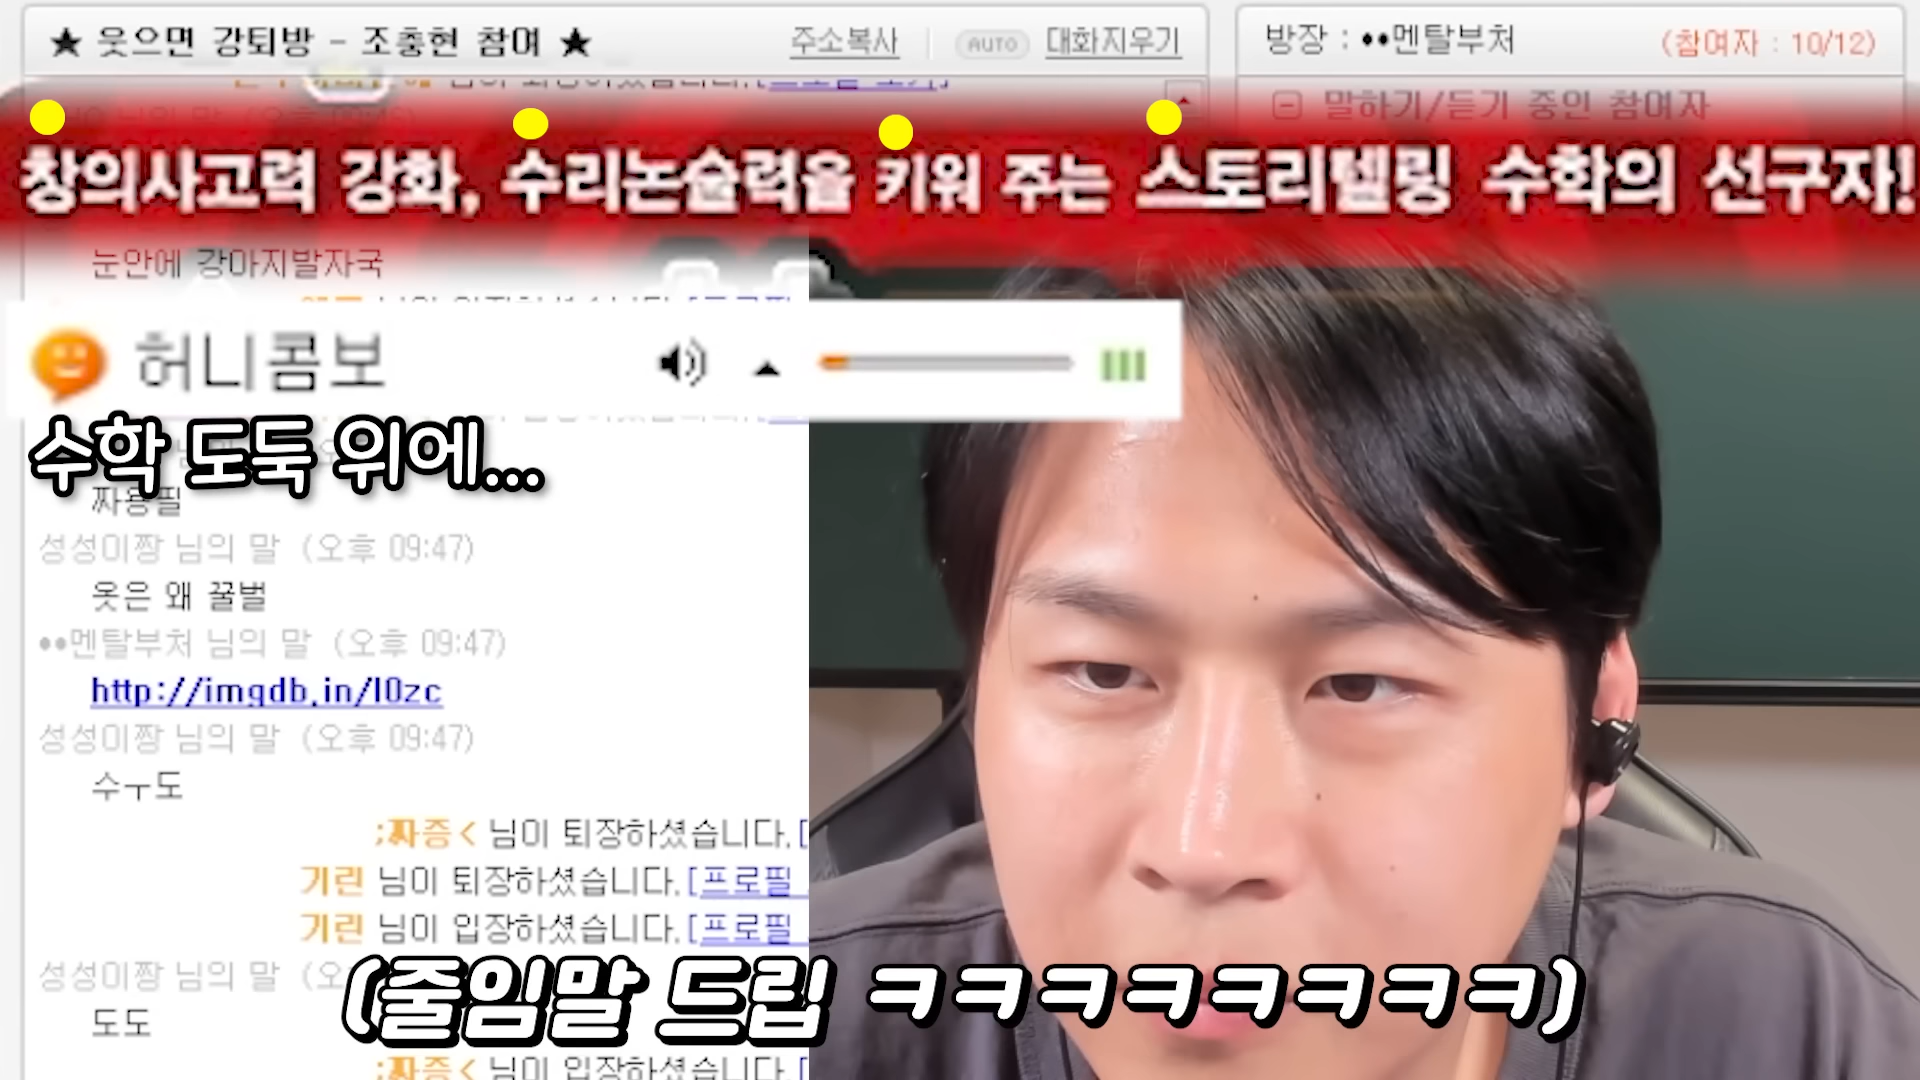 ★ 웃으면 강퇴방 - 조충현 참여 ★
주소복사
AUTO
대화지우기
방장 : ••멘탈부처
(참여자 : 10/12)
말하기/듣기 중인 참여자
창의사고력 강화, 수리논술력을 키워 주는 스토리텔링 수학의 선구자!
눈안에 강아지발자국
허니콤보
수학 도둑 위에...
짜용필
성성이짱 님의 말 (오후 09:47)
옷은 왜 꿀벌
••멘탈부처 님의 말 (오후 09:47)
http://imgdb.in/l0zc
성성이짱 님의 말 (오후 09:47)
수ㅜ도
;짜증< 님이 퇴장하셨습니다.[
기린 님이 퇴장하셨습니다.[프로필
기린 님이 입장하셨습니다.[프로필
성성이짱 님의 말 (오
(줄임말 드립 ㅋㅋㅋㅋㅋㅋㅋㅋ)
도도
;짜증< 님이 입장하셨습니다.[